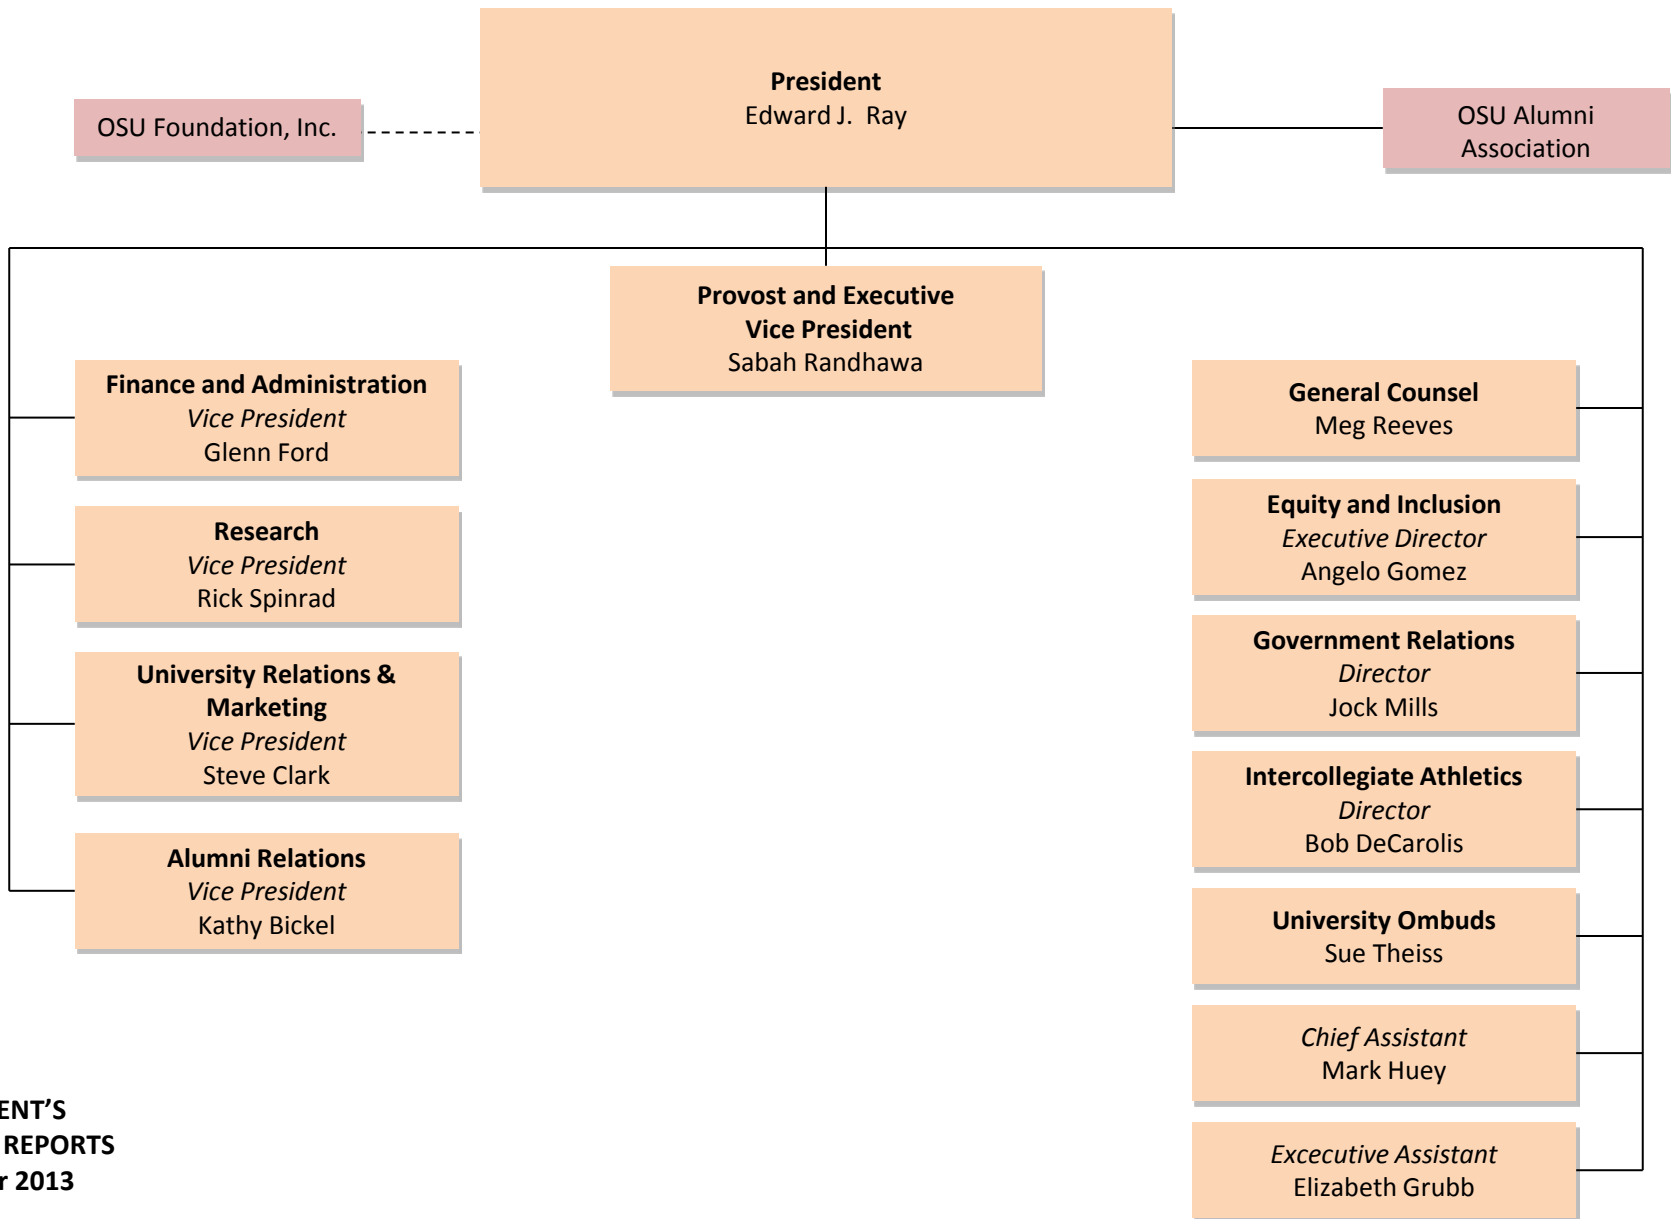 President
Edward J. Ray
OSU Foundation, Inc.
OSU Alumni
Association
Provost and Executive
Vice President
Sabah Randhawa
Finance and Administration
Vice President
Glenn Ford
Research
Vice President
Rick Spinrad
University Relations &
Marketing
Vice President
Steve Clark
Alumni Relations
Vice President
Kathy Bickel
General Counsel
Meg Reeves
Equity and Inclusion
Executive Director
Angelo Gomez
Government Relations
Director
Jock Mills
Intercollegiate Athletics
Director
Bob DeCarolis
University Ombuds
Sue Theiss
Chief Assistant
Mark Huey
Excecutive Assistant
Elizabeth Grubb
ENT’S
REPORTS
r 2013